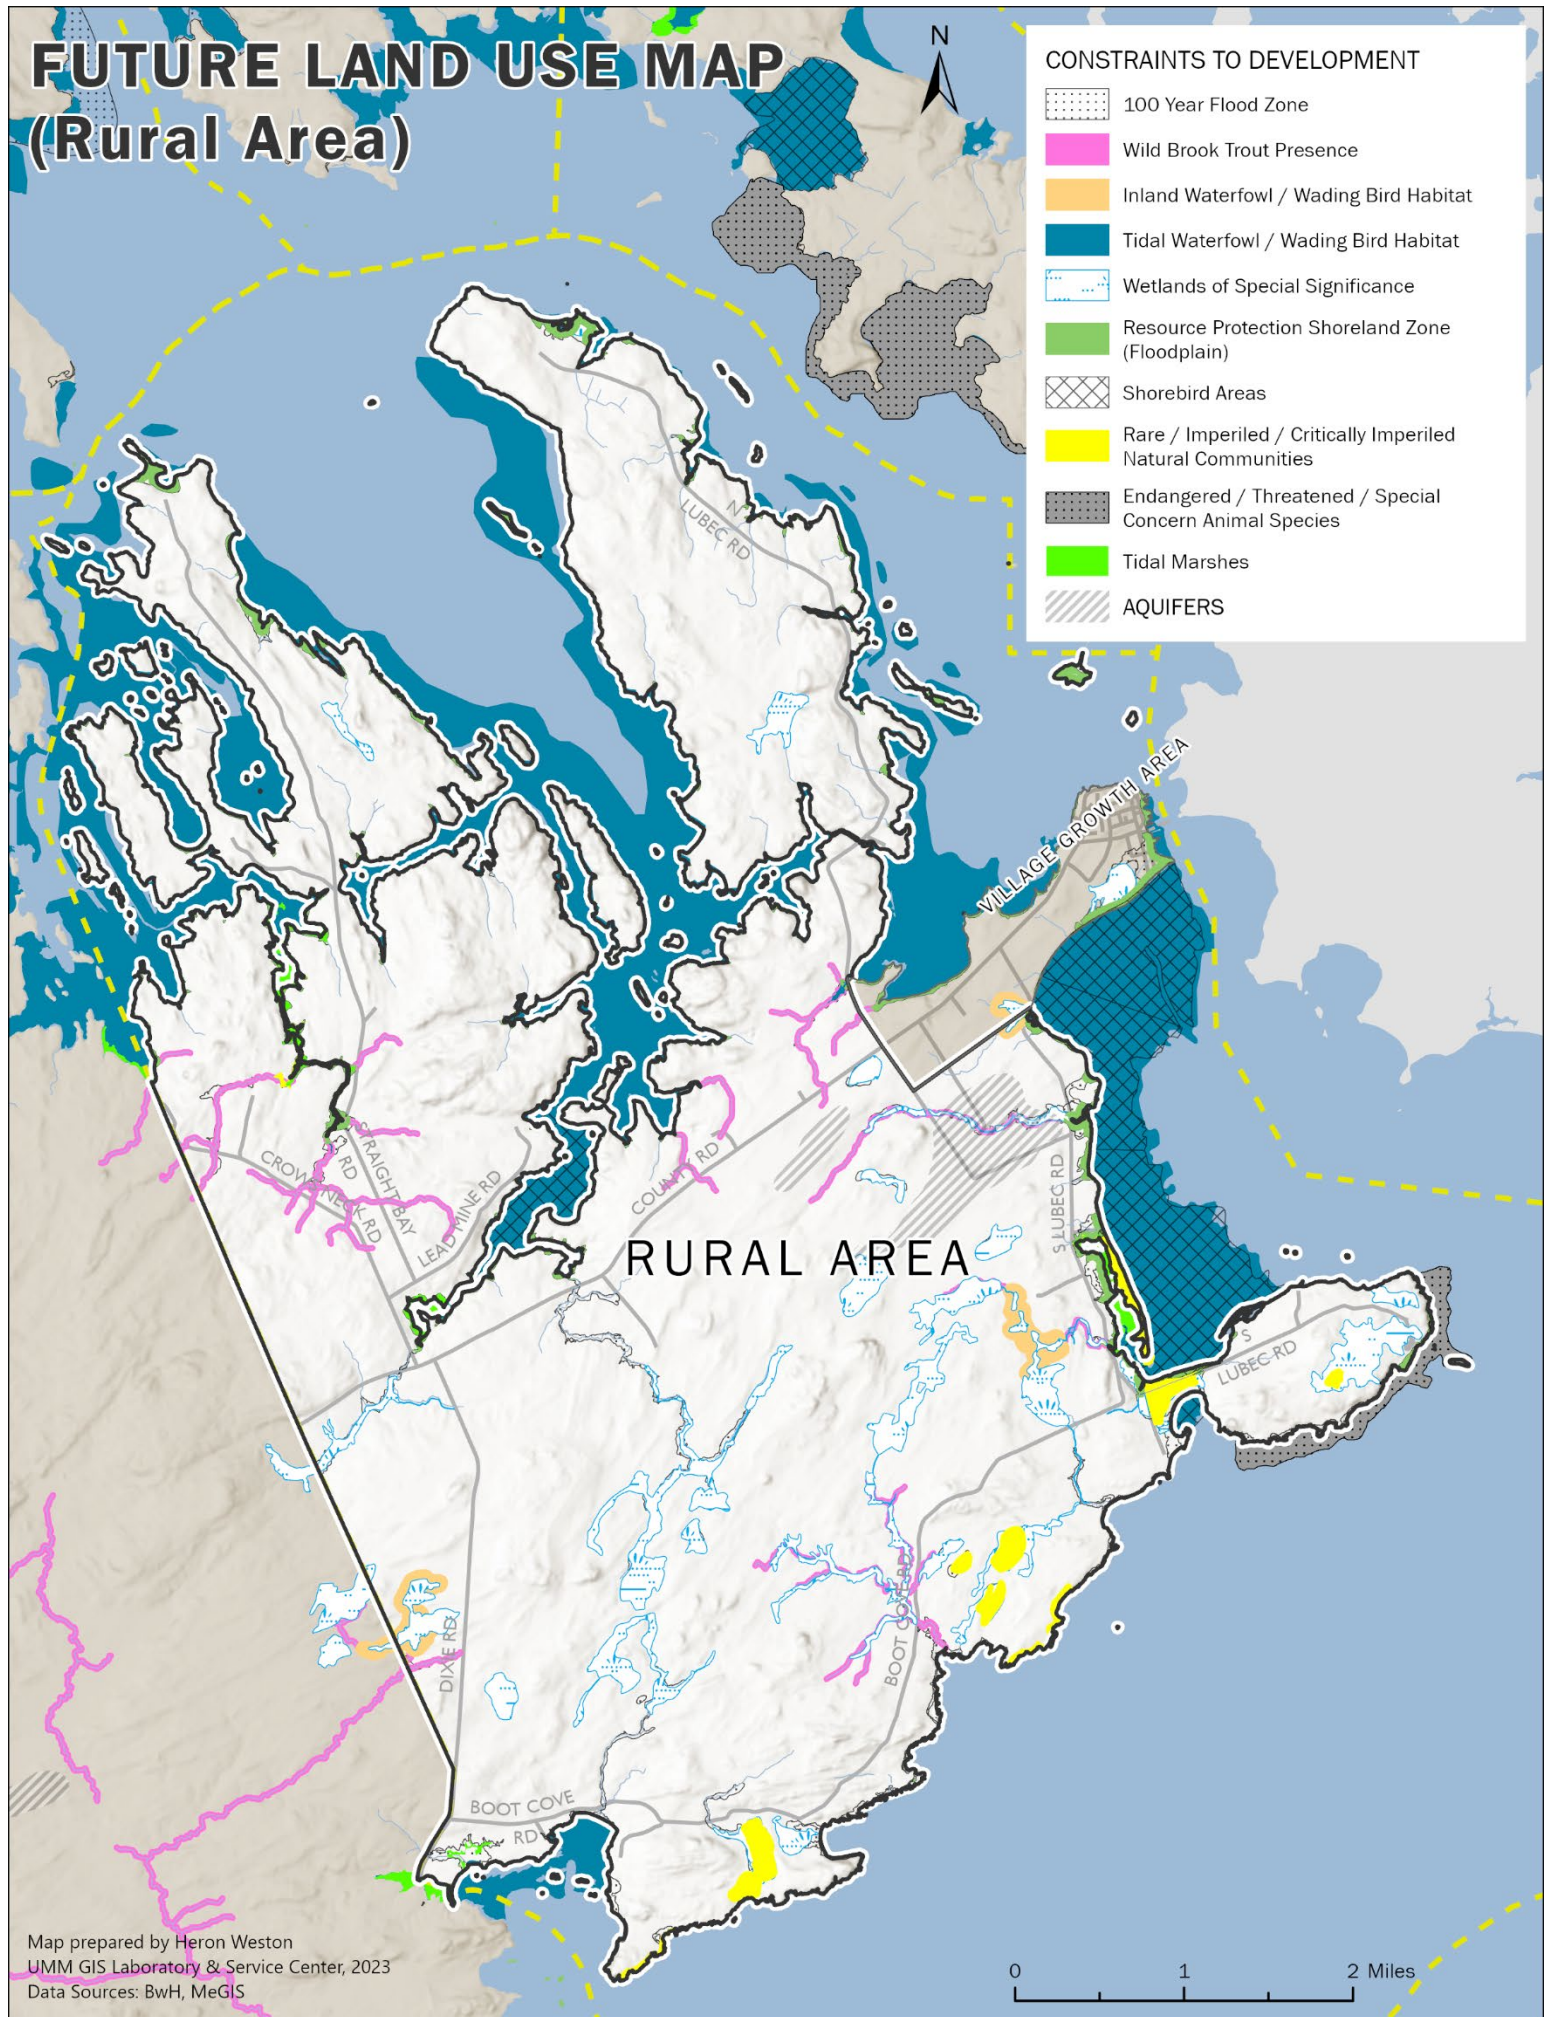 FUTURE LAND USE MAP
(Rural Area)
N
CONSTRAINTS TO DEVELOPMENT
100 Year Flood Zone
Wild Brook Trout Presence
Inland Waterfowl / Wading Bird Habitat
Tidal Waterfowl / Wading Bird Habitat
Wetlands of Special Significance
Resource Protection Shoreland Zone
(Floodplain)
Shorebird Areas
Rare / Imperiled / Critically Imperiled
Natural Communities
Endangered / Threatened / Special
Concern Animal Species
Tidal Marshes
AQUIFERS
N
LUBEC RD
VILLAGE GROWTH AREA
STRAIGHT BAY
RD
CROWS NECK RD
LEAD MINE RD
COUNTY RD
S LUBEC RD
RURAL AREA
S
LUBEC RD
DIXIE RD
BOOT COVE RD
BOOT COVE
RD
Map prepared by Heron Weston
UMM GIS Laboratory & Service Center, 2023
Data Sources: BwH, MeGIS
0 1 2 Miles